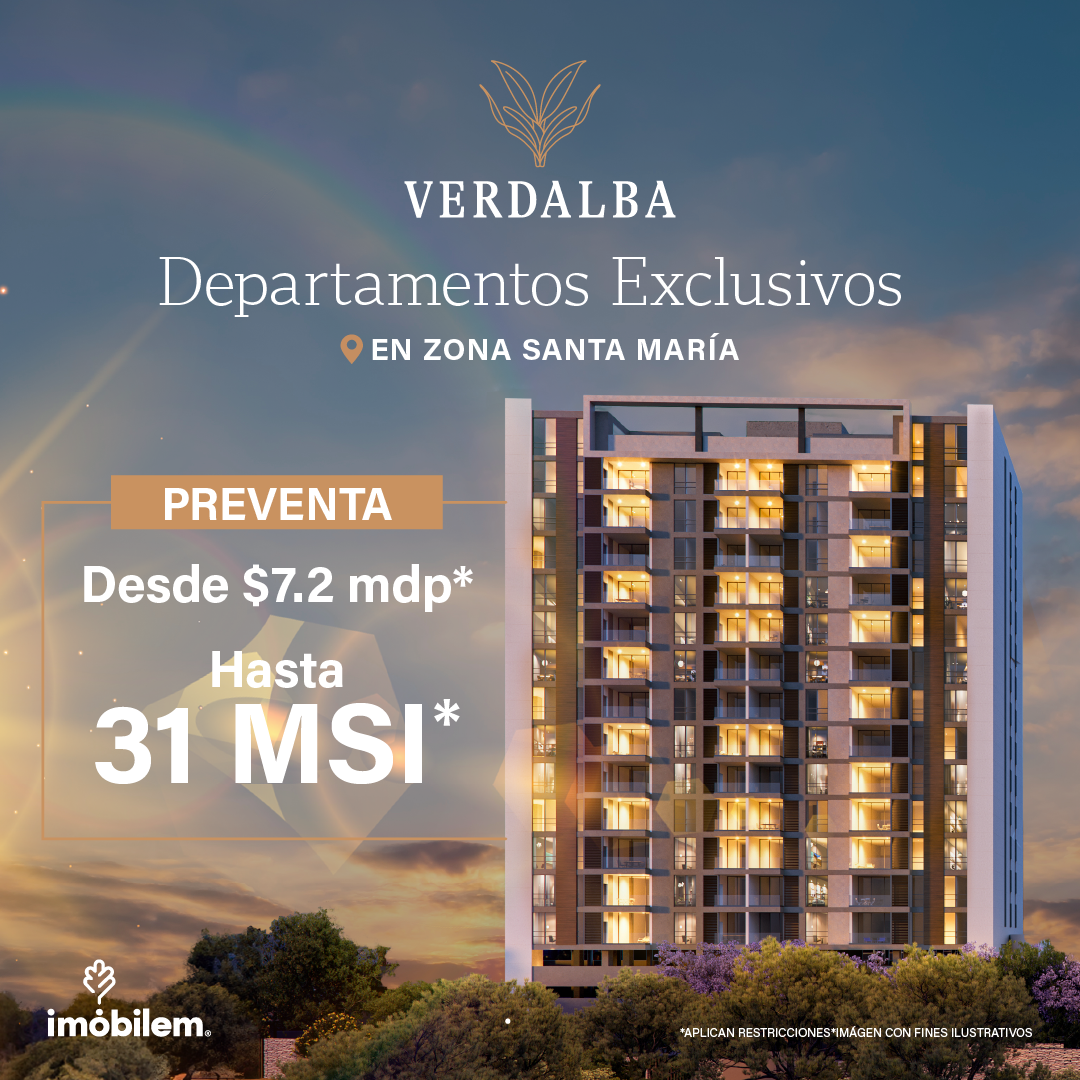 VERDALBA
Departamentos Exclusivos
EN ZONA SANTA MARÍA
PREVENTA
Desde $7.2 mdp*
Hasta
31 MSI*
imobilem®
*APLICAN RESTRICCIONES*IMÁGEN CON FINES ILUSTRATIVOS